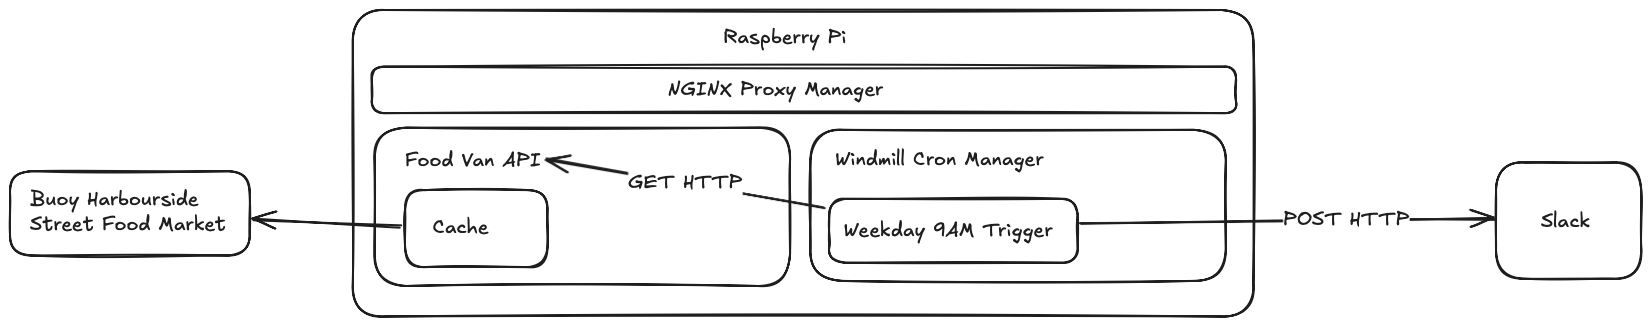 Raspberry Pi
NGINX Proxy Manager
Food Van API
GET HTTP
Windmill Cron Manager
Buoy Harbourside
Street Food Market
Cache
Weekday 9AM Trigger
POST HTTP
Slack